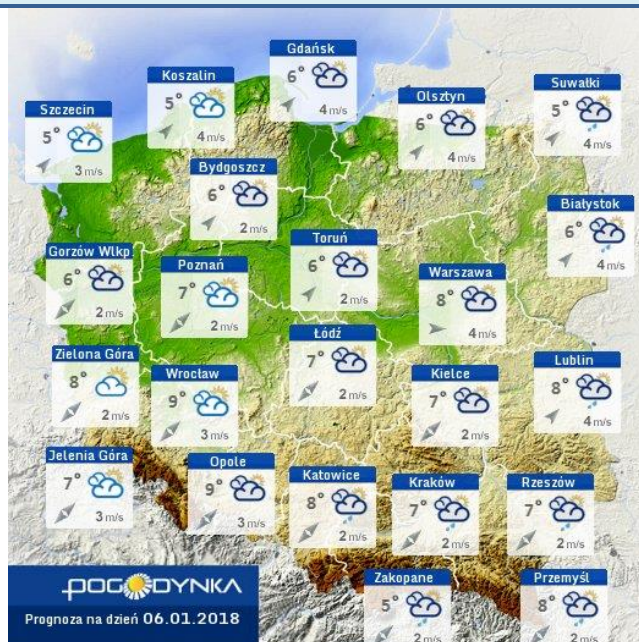 Gdańsk
6°
4 m/s
Koszalin
5°
4 m/s
Suwałki
5°
4 m/s
Olsztyn
6°
4 m/s
Szczecin
5°
3 m/s
Bydgoszcz
6°
2 m/s
Białystok
6°
4 m/s
Toruń
6°
2 m/s
Gorzów Wlkp.
6°
2 m/s
Poznań
7°
2 m/s
Warszawa
8°
4 m/s
Łódź
7°
2 m/s
Zielona Góra
8°
2 m/s
Wrocław
9°
3 m/s
Kielce
7°
2 m/s
Lublin
8°
4 m/s
Jelenia Góra
7°
3 m/s
Opole
9°
3 m/s
Katowice
8°
2 m/s
Kraków
7°
2 m/s
Rzeszów
7°
2 m/s
Zakopane
5°
2 m/s
Przemyśl
8°
2 m/s
POGODYNKA
Prognoza na dzień 06.01.2018